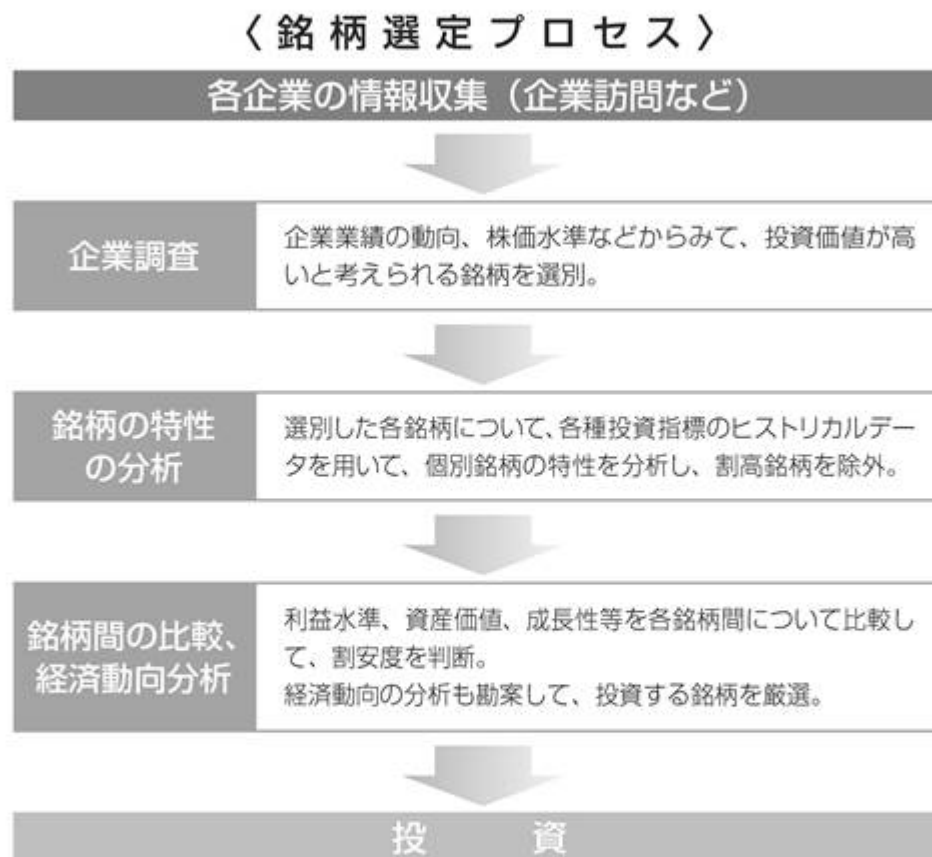 〈銘柄選定プロセス〉
各企業の情報収集（企業訪問など）
企業調査
企業業績の動向、株価水準などからみて、投資価値が高
いと考えられる銘柄を選別。
銘柄の特性
の分析
選別した各銘柄について、各種投資指標のヒストリカルデー
タを用いて、個別銘柄の特性を分析し、割高銘柄を除外。
銘柄間の比較、
経済動向分析
利益水準、資産価値、成長性等を各銘柄間について比較し
て、割安度を判断。
経済動向の分析も勘案して、投資する銘柄を厳選。
投資